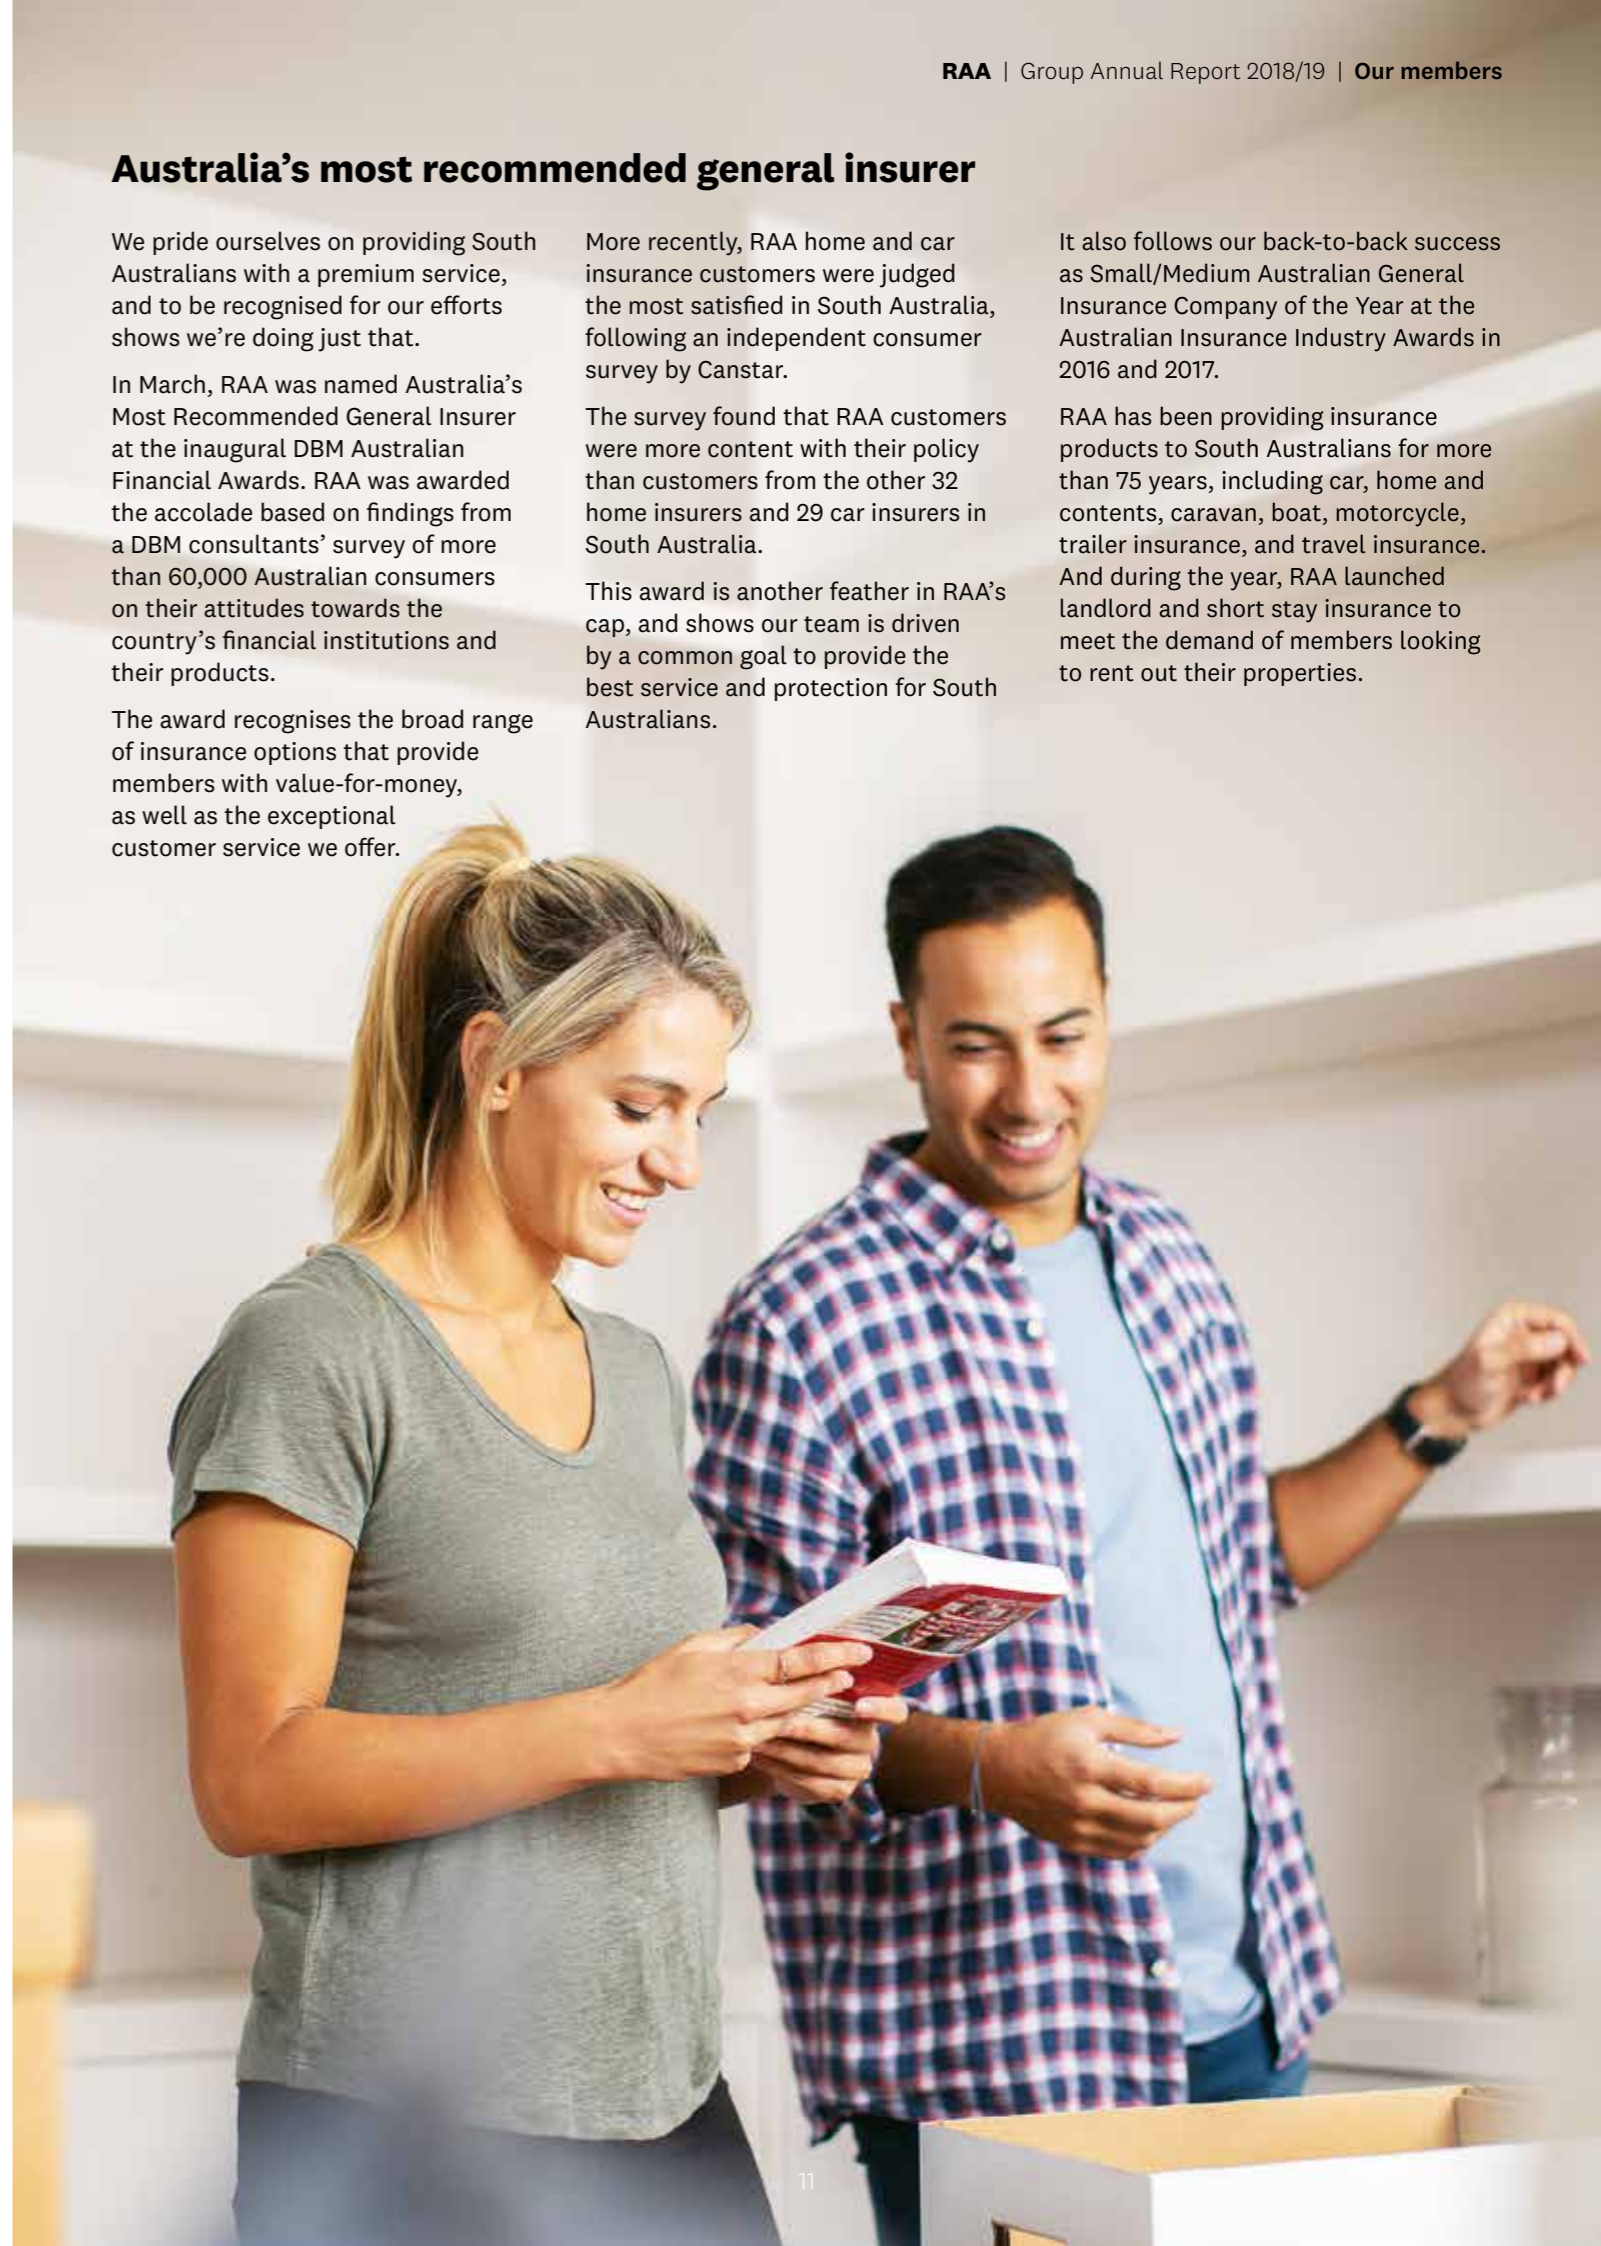 RAA | Group Annual Report 2018/19 | Our members
Australia’s most recommended general insurer
We pride ourselves on providing South
Australians with a premium service,
and to be recognised for our efforts
shows we’re doing just that.
In March, RAA was named Australia’s
Most Recommended General Insurer
at the inaugural DBM Australian
Financial Awards. RAA was awarded
the accolade based on findings from
a DBM consultants’ survey of more
than 60,000 Australian consumers
on their attitudes towards the
country’s financial institutions and
their products.
The award recognises the broad range
of insurance options that provide
members with value-for-money,
as well as the exceptional
customer service we offer.
More recently, RAA home and car
insurance customers were judged
the most satisfied in South Australia,
following an independent consumer
survey by Canstar.
The survey found that RAA customers
were more content with their policy
than customers from the other 32
home insurers and 29 car insurers in
South Australia.
This award is another feather in RAA’s
cap, and shows our team is driven
by a common goal to provide the
best service and protection for South
Australians.
It also follows our back-to-back success
as Small/Medium Australian General
Insurance Company of the Year at the
Australian Insurance Industry Awards in
2016 and 2017.
RAA has been providing insurance
products to South Australians for more
than 75 years, including car, home and
contents, caravan, boat, motorcycle,
trailer insurance, and travel insurance.
And during the year, RAA launched
landlord and short stay insurance to
meet the demand of members looking
to rent out their properties.
11